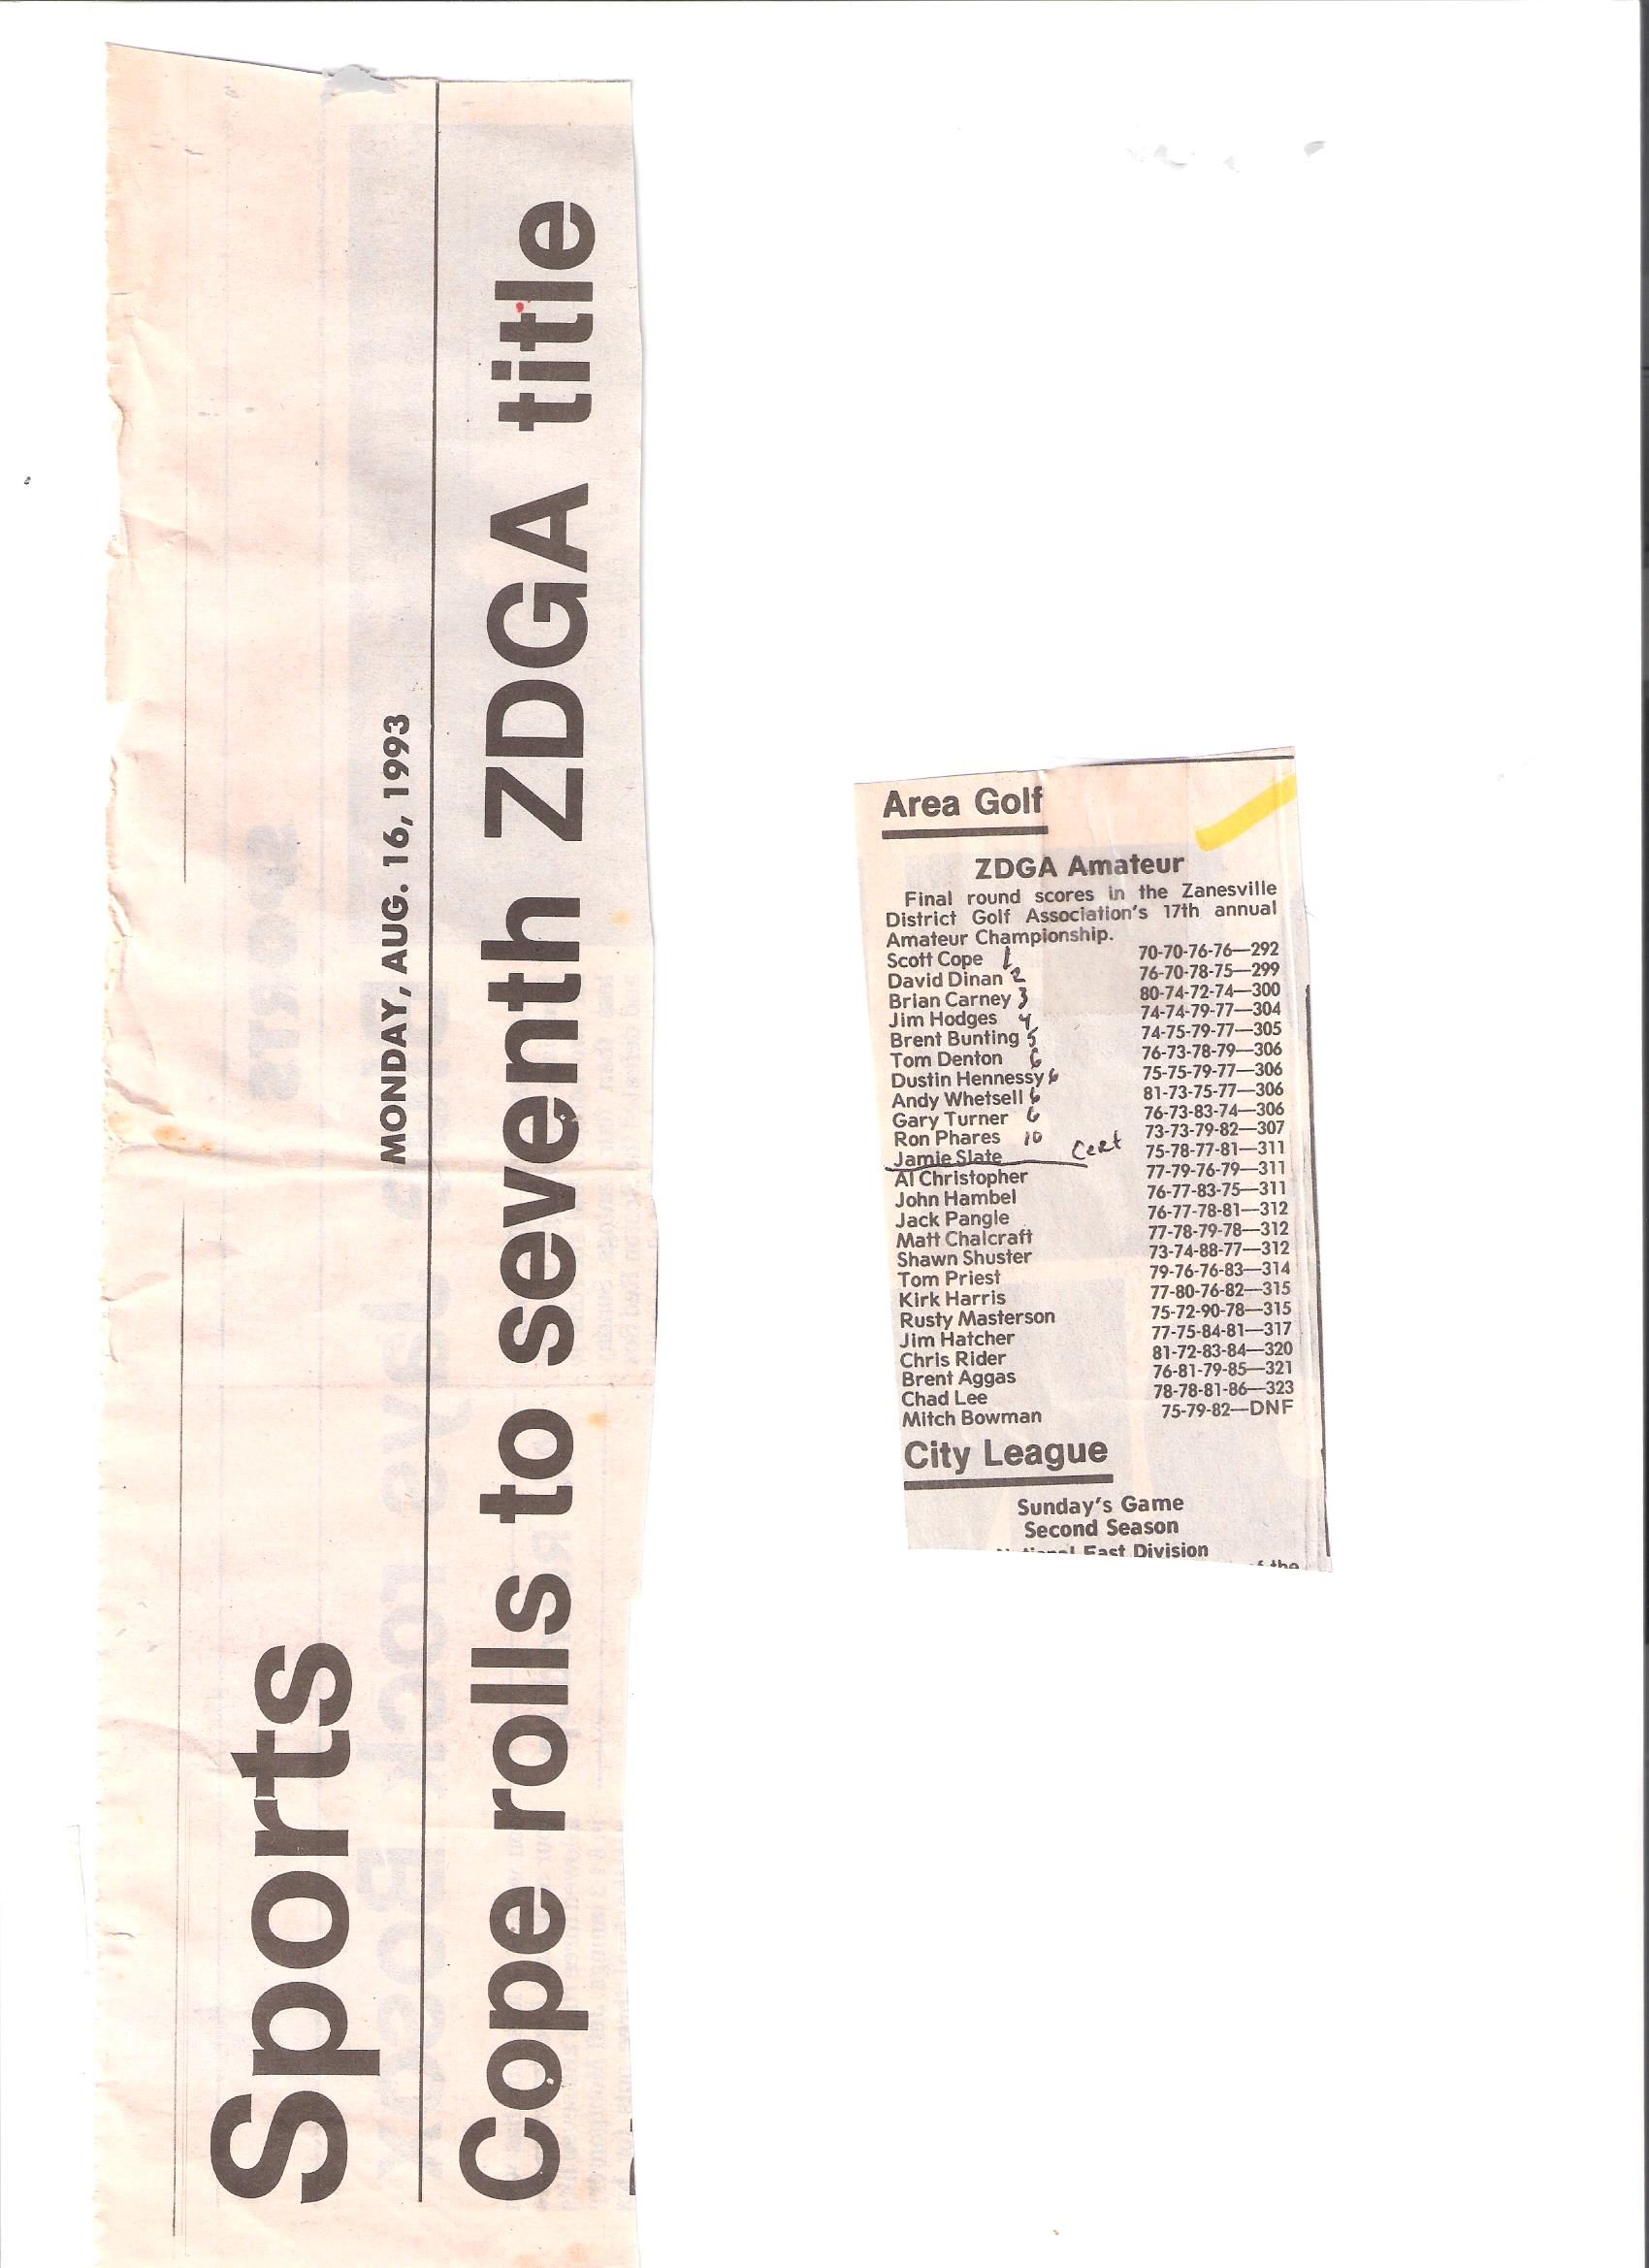 Sports
MONDAY, AUG. 16, 1993
Cope rolls to seventh ZDGA title
Area Golf
ZDGA Amateur
Final round scores in the Zanesville
District Golf Association's 17th annual
Amateur Championship.
Scott Cope 1 70-70-76-76—292
David Dinan 2 76-70-78-75—299
Brian Carney 3 80-74-72-74—300
Jim Hodges 4 74-74-79-77—304
Brent Bunting 5 74-75-79-77—305
Tom Denton 6 76-73-78-79—306
Dustin Hennessy 6 75-75-79-77—306
Andy Whetsell 6 81-73-75-77—306
Gary Turner 6 76-73-83-74—306
Ron Phares 10 73-73-79-82—307
Jamie Slate Cert 75-78-77-81—311
Al Christopher 77-79-76-79—311
John Hambel 76-77-83-75—311
Jack Pangle 76-77-78-81—312
Matt Chalcraft 77-78-79-78—312
Shawn Shuster 73-74-88-77—312
Tom Priest 79-76-76-83—314
Kirk Harris 77-80-76-82—315
Rusty Masterson 75-72-90-78—315
Jim Hatcher 77-75-84-81—317
Chris Rider 81-72-83-84—320
Brent Aggas 76-81-79-85—321
Chad Lee 78-78-81-86—323
Mitch Bowman 75-79-82—DNF
City League
Sunday's Game
Second Season
National East Division
of the